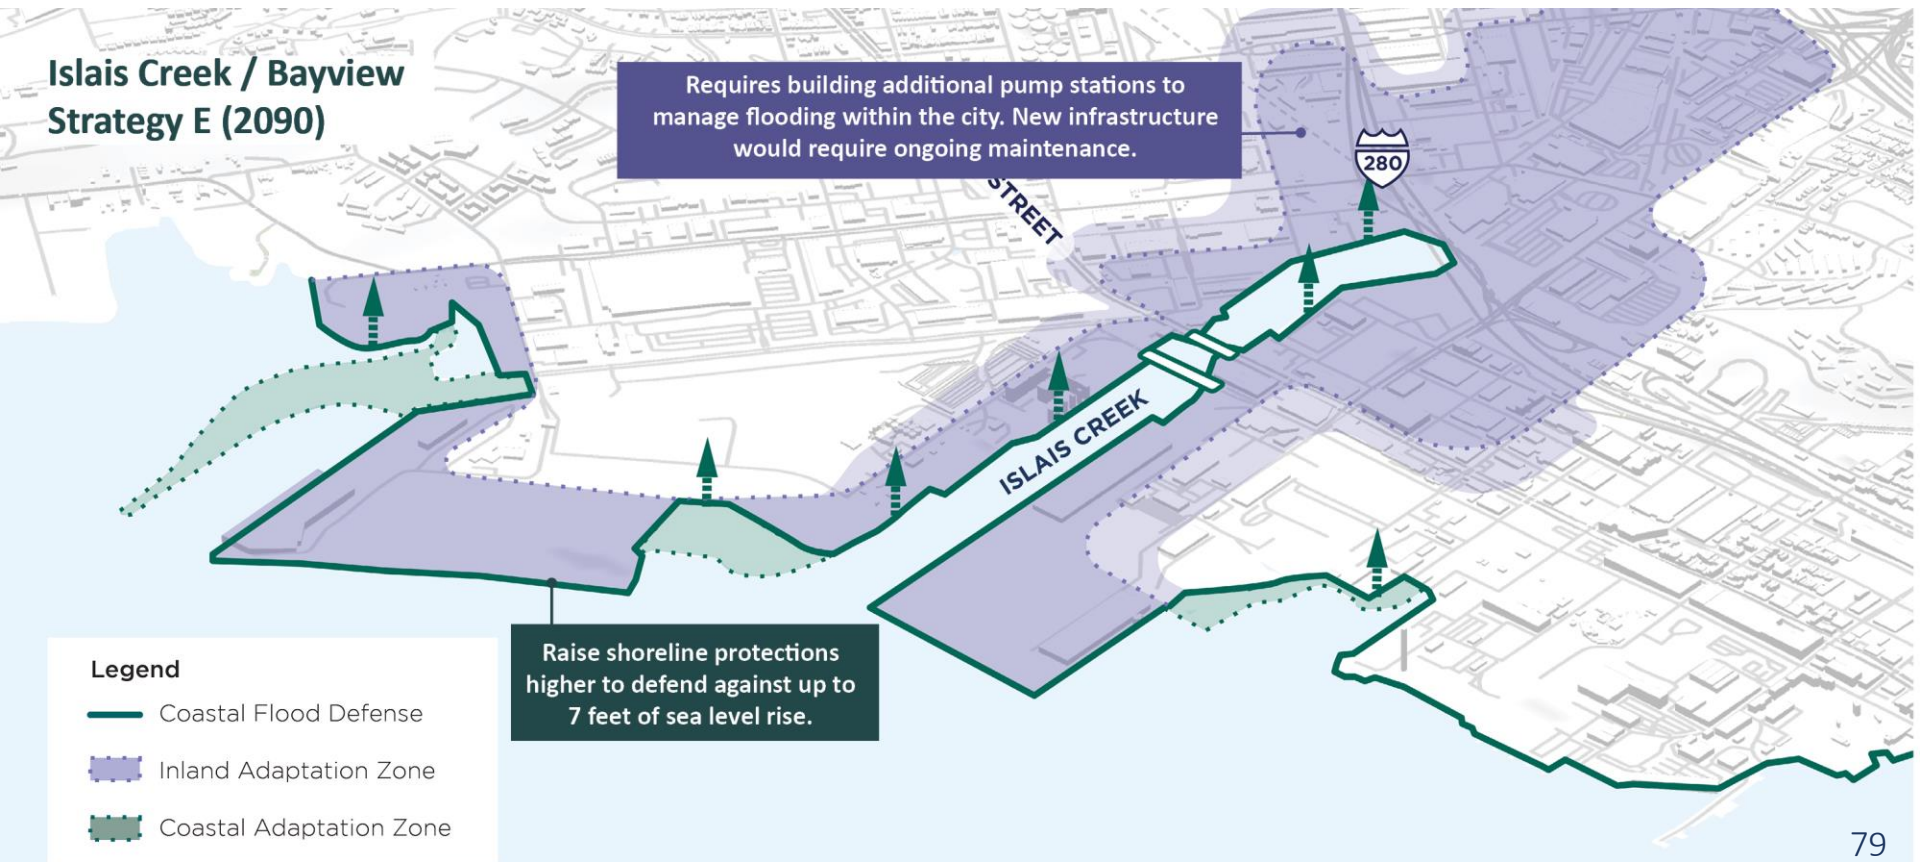 Islais Creek / Bayview
Strategy E (2090)
Requires building additional pump stations to
manage flooding within the city. New infrastructure
would require ongoing maintenance.
280
STREET
ISLAIS CREEK
Raise shoreline protections
higher to defend against up to
7 feet of sea level rise.
Legend
Coastal Flood Defense
Inland Adaptation Zone
Coastal Adaptation Zone
79